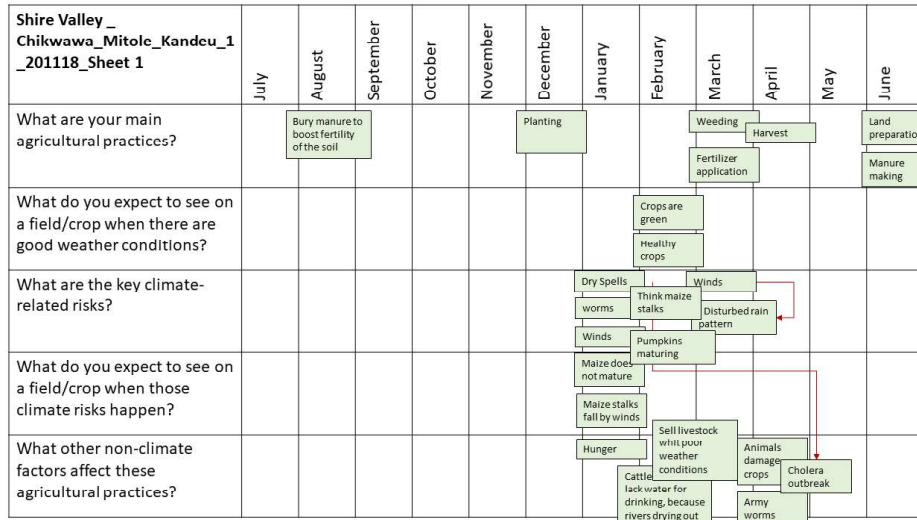 Shire Valley _
Chikwawa_Mitole_Kandeu_1
_201118_Sheet 1
July
August
September
October
November
December
January
February
March
April
May
June
What are your main
agricultural practices?
Bury manure to
boost fertility
of the soil
Planting
Weeding
Harvest
Fertilizer
application
Land
preparatio
Manure
making
What do you expect to see on
a field/crop when there are
good weather conditions?
Crops are
green
Healthy
crops
What are the key climate-
related risks?
Dry Spells
worms
Winds
Think maize
stalks
Pumpkins
maturing
Winds
Disturbed rain
pattern
What do you expect to see on
a field/crop when those
climate risks happen?
Maize does
not mature
Maize stalks
fall by winds
What other non-climate
factors affect these
agricultural practices?
Hunger
Sell livestock
whit poor
weather
conditions
Cattle
lack water for
drinking, because
rivers drying out
Animals
damage
crops
Cholera
outbreak
Army
worms